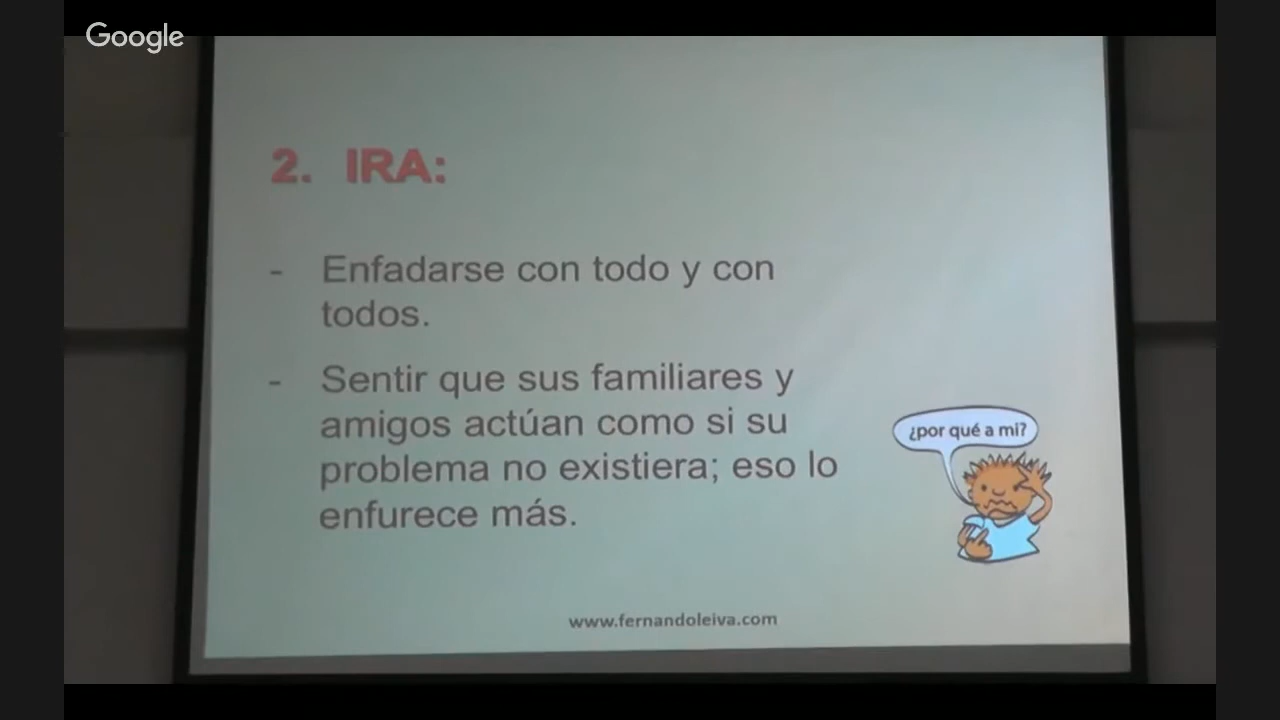 Google
2. IRA:
- Enfadarse con todo y con
todos.
- Sentir que sus familiares y
amigos actúan como si su
problema no existiera; eso lo
enfurece más.
¿por qué a mi?
www.fernandoleiva.com